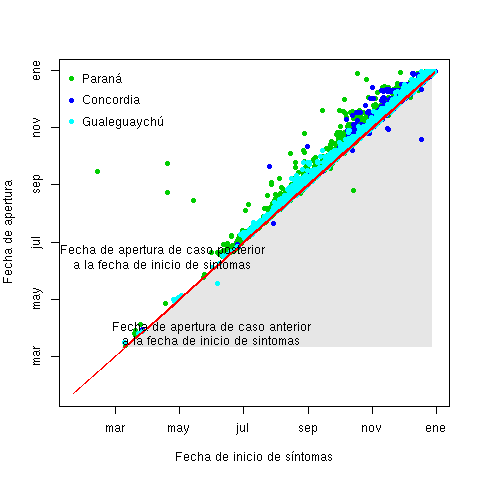 ene
nov
sep
jul
may
mar
Fecha de apertura
Paraná
Concordia
Gualeguaychú
Fecha de apertura de caso posterior
a la fecha de inicio de sintomas
Fecha de apertura de caso anterior
a la fecha de inicio de sintomas
mar may jul sep nov ene
Fecha de inicio de síntomas